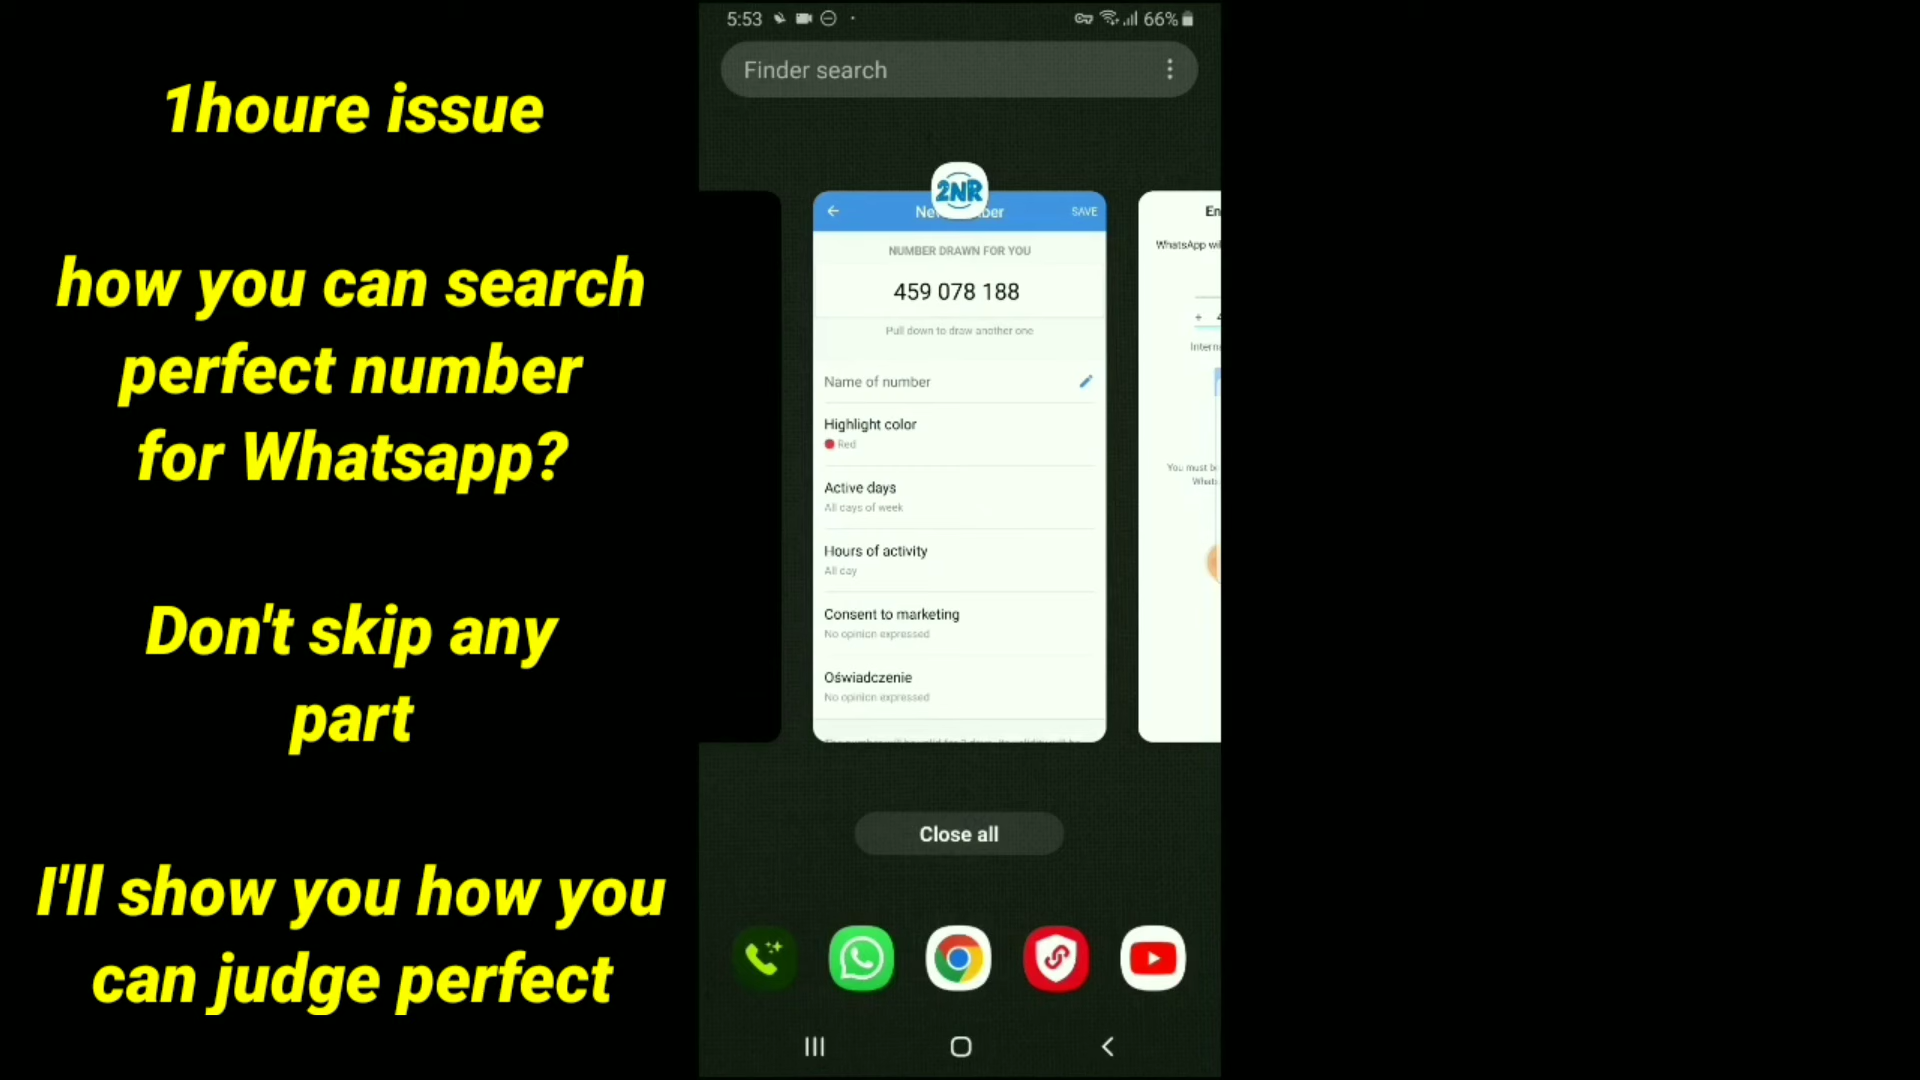 1houre issue
how you can search
perfect number
for Whatsapp?
Don't skip any
part
I'll show you how you
can judge perfect
5:53
66%
Finder search
2NR
SAVE
NUMBER DRAWN FOR YOU
459 078 188
Pull down to draw another one
Name of number
Highlight color
Red
Active days
All days of week
Hours of activity
All day
Consent to marketing
No opinion expressed
Oświadczenie
No opinion expressed
WhatsApp
You must
Close all